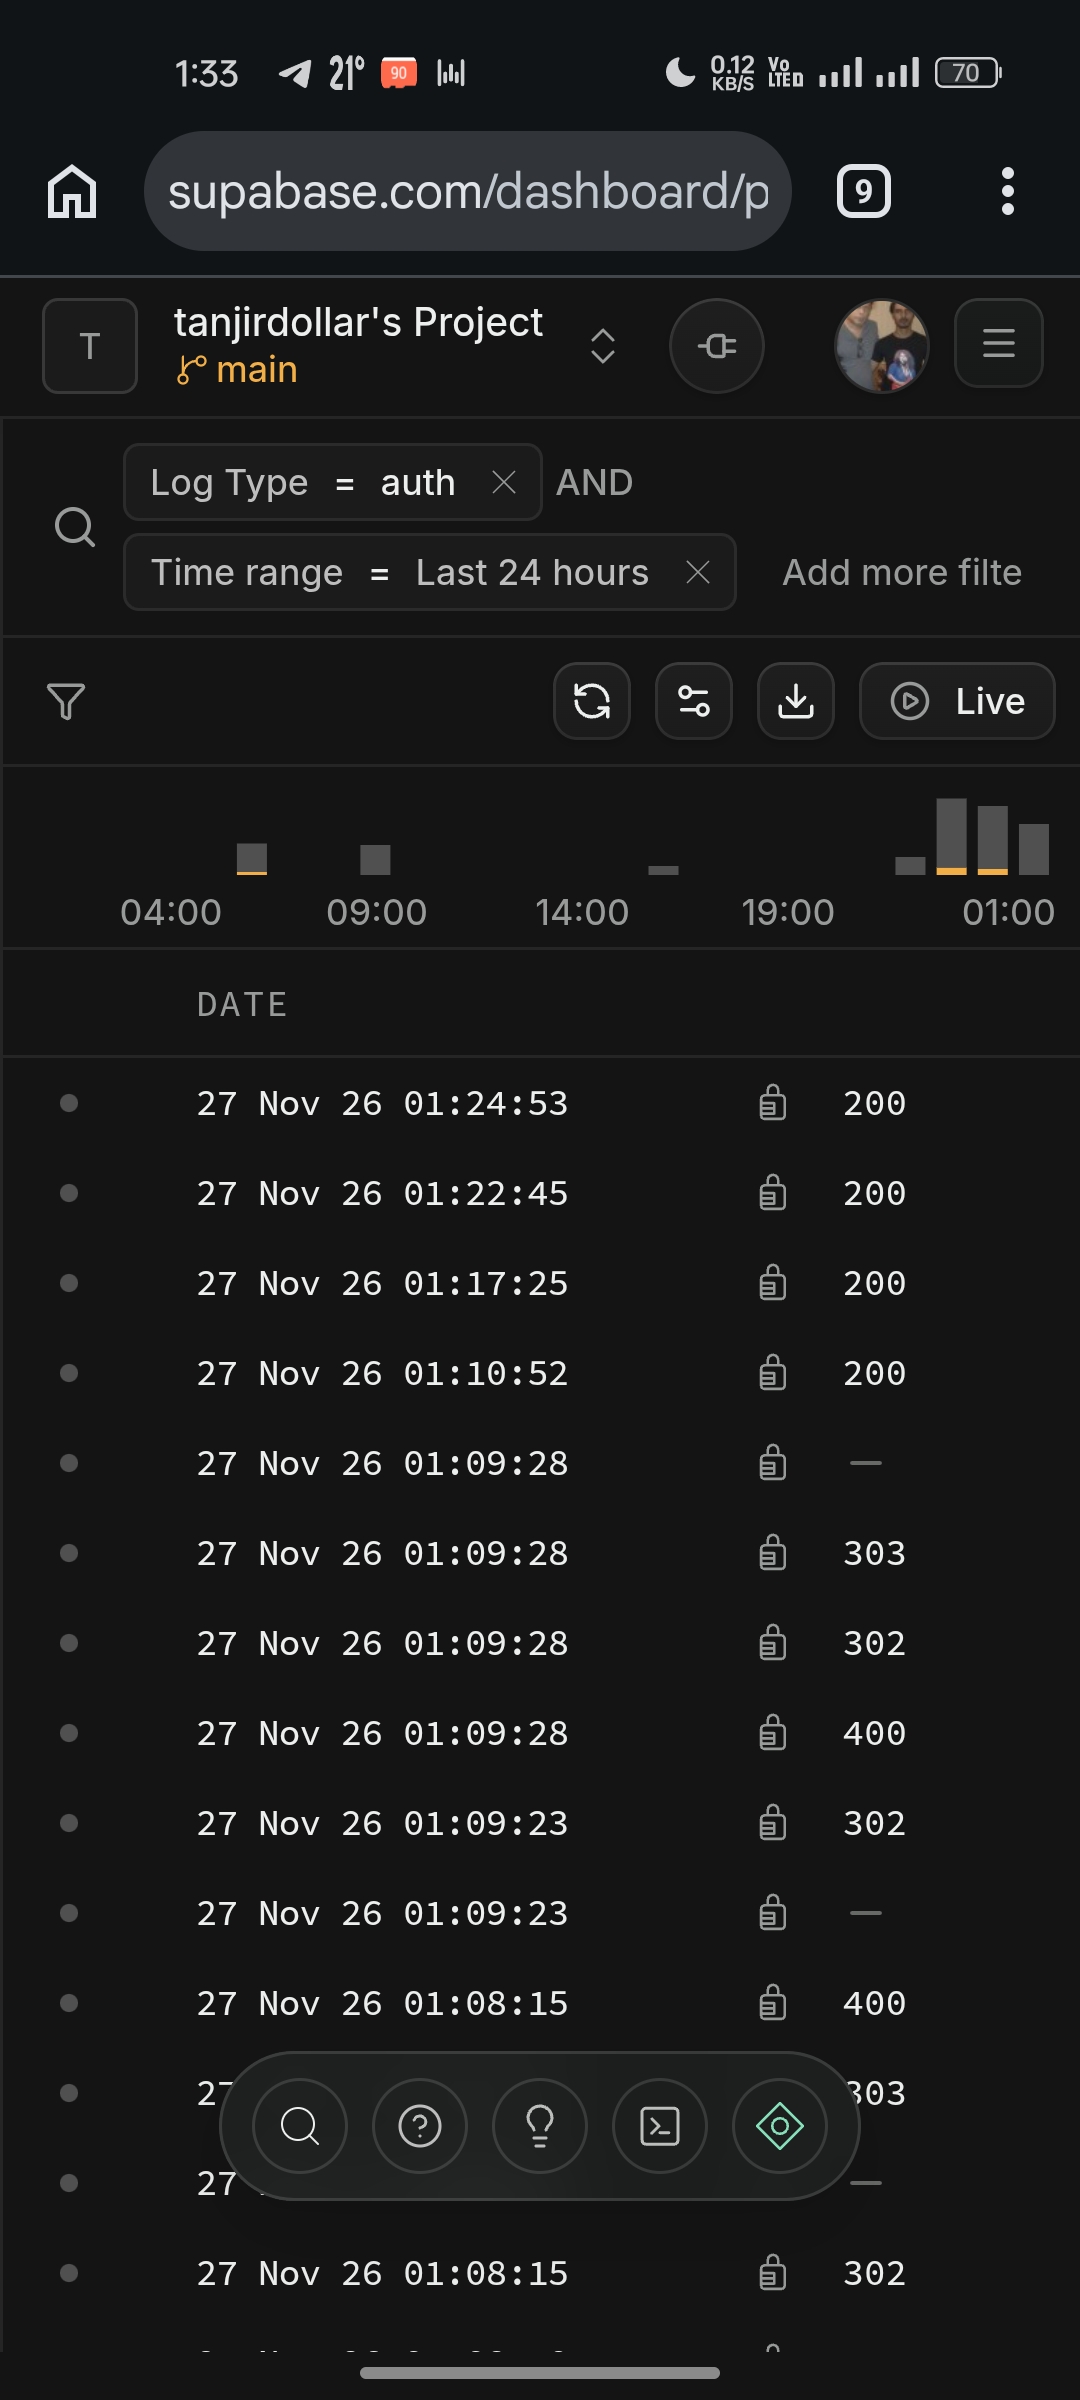 1:33 21° 90 0.12 KB/S Vo LTED 70
supabase.com/dashboard/p 9
T tanjirdollar's Project
main
Log Type = auth AND
Time range = Last 24 hours Add more filte
Live
04:00 09:00 14:00 19:00 01:00
DATE
27 Nov 26 01:24:53 200
27 Nov 26 01:22:45 200
27 Nov 26 01:17:25 200
27 Nov 26 01:10:52 200
27 Nov 26 01:09:28 —
27 Nov 26 01:09:28 303
27 Nov 26 01:09:28 302
27 Nov 26 01:09:28 400
27 Nov 26 01:09:23 302
27 Nov 26 01:09:23 —
27 Nov 26 01:08:15 400
27 303
27 —
27 Nov 26 01:08:15 302